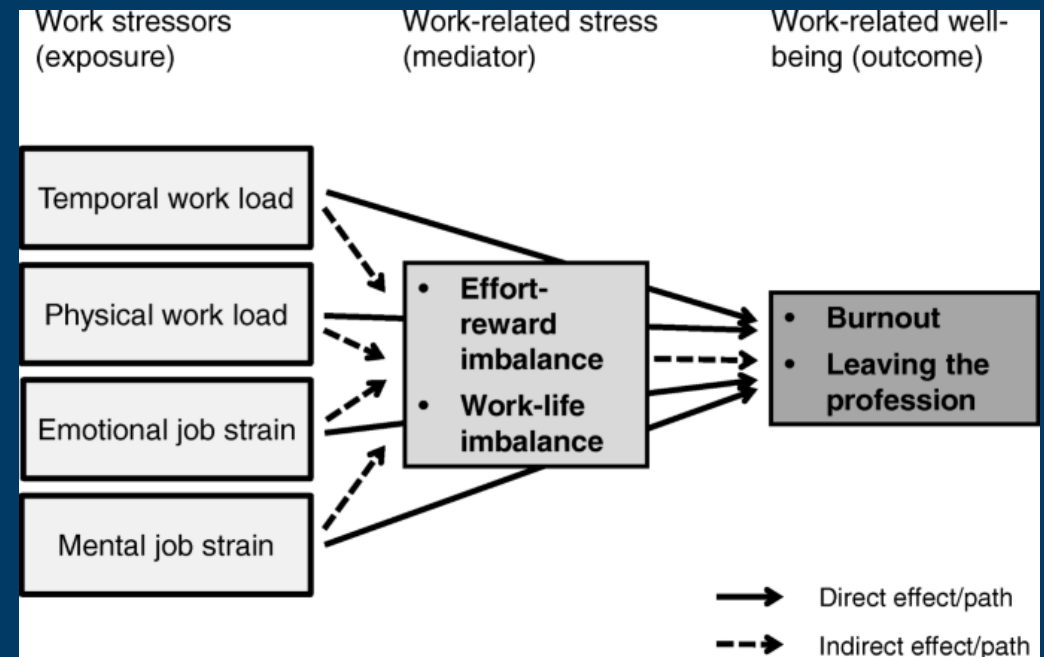 Work stressors
(exposure)
Work-related stress
(mediator)
Work-related well-
being (outcome)
Temporal work load
Physical work load
Emotional job strain
Mental job strain
• Effort-
reward
imbalance
• Work-life
imbalance
• Burnout
• Leaving the
profession
Direct effect/path
Indirect effect/path